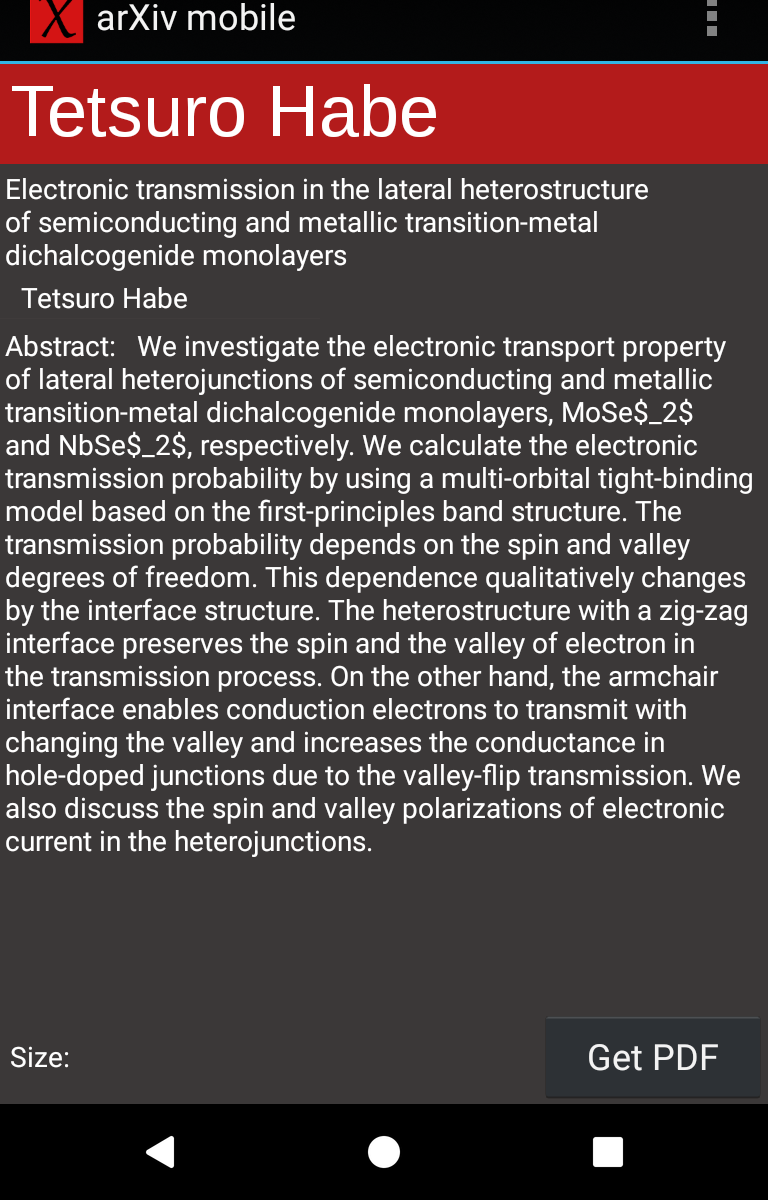 arXiv mobile
Tetsuro Habe
Electronic transmission in the lateral heterostructure
of semiconducting and metallic transition-metal
dichalcogenide monolayers
Tetsuro Habe
Abstract:   We investigate the electronic transport property
of lateral heterojunctions of semiconducting and metallic
transition-metal dichalcogenide monolayers, MoSe$_2$
and NbSe$_2$, respectively. We calculate the electronic
transmission probability by using a multi-orbital tight-binding
model based on the first-principles band structure. The
transmission probability depends on the spin and valley
degrees of freedom. This dependence qualitatively changes
by the interface structure. The heterostructure with a zig-zag
interface preserves the spin and the valley of electron in
the transmission process. On the other hand, the armchair
interface enables conduction electrons to transmit with
changing the valley and increases the conductance in
hole-doped junctions due to the valley-flip transmission. We
also discuss the spin and valley polarizations of electronic
current in the heterojunctions.
Size:
Get PDF